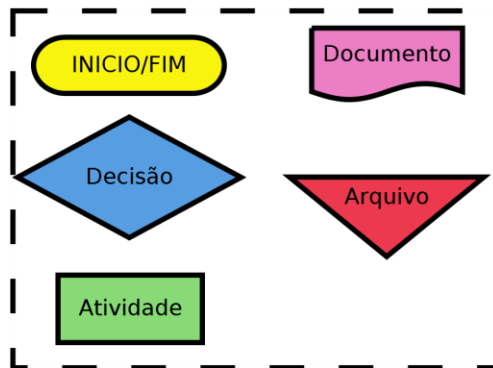 INICIO/FIM
Documento
Decisão
Arquivo
Atividade